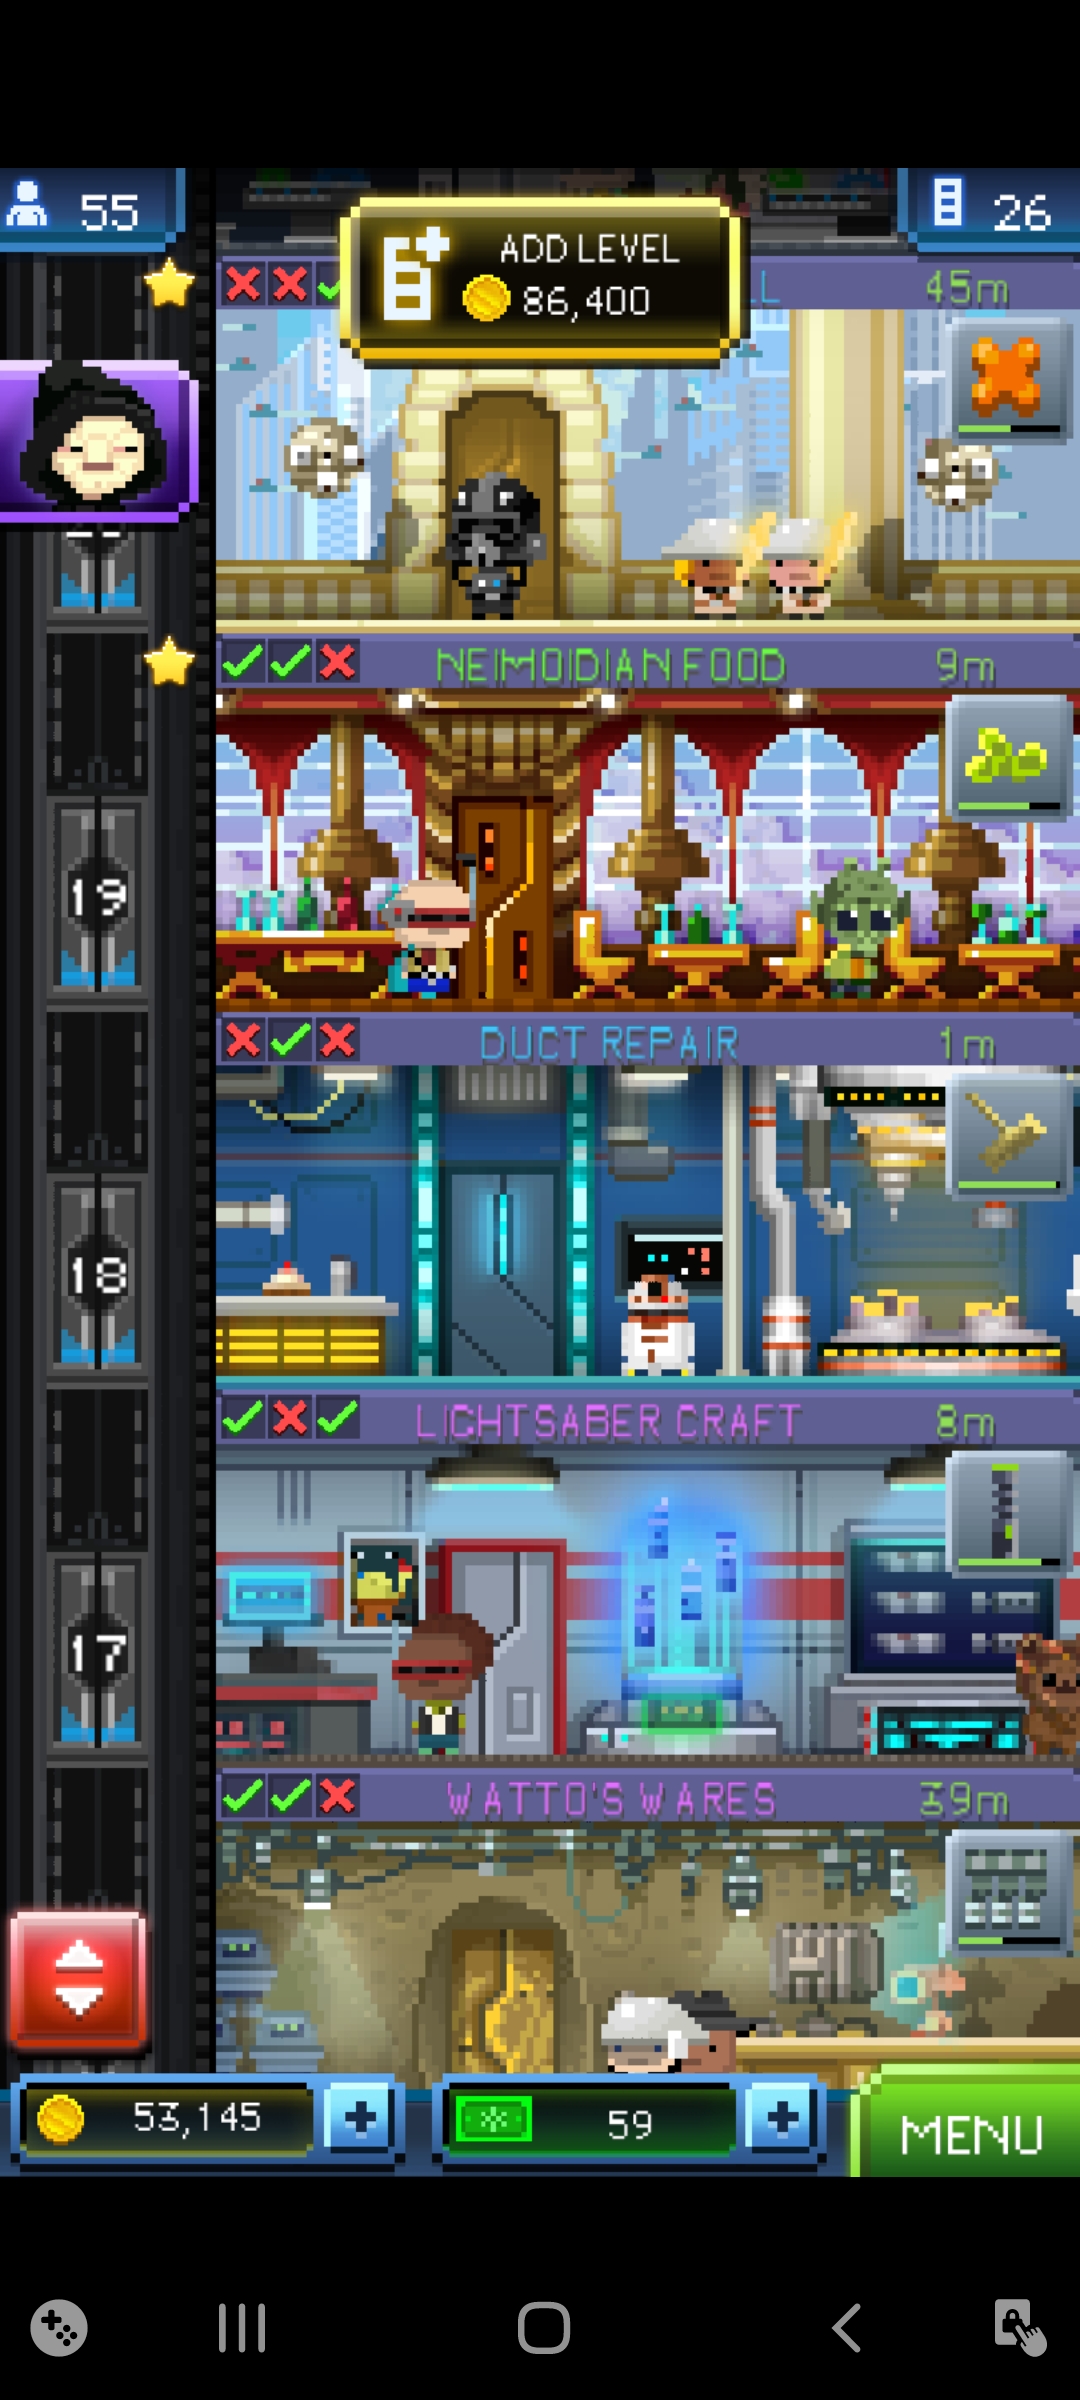 55
26
ADD LEVEL
86,400
45m
NEIMOIDIAN FOOD
9m
19
DUCT REPAIR
1m
18
LIGHTSABER CRAFT
8m
17
WATTO'S WARES
39m
53,145
59
MENU